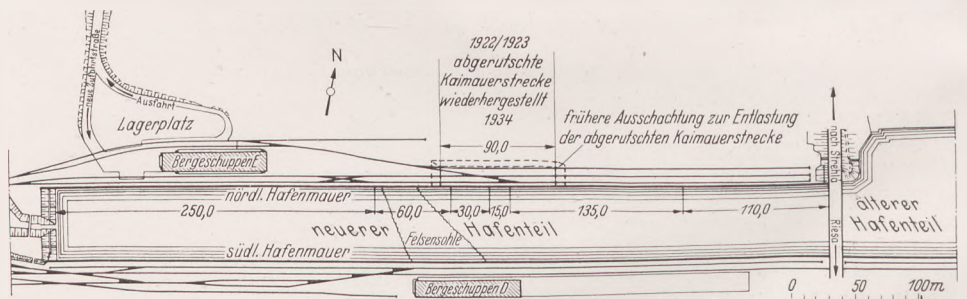 1922/1923
abgerutschte
Kaimauerstrecke
wiederhergestellt
1934
90,0
N
neue Zufahrtstraße
Ausfahrt
Lagerplatz
frühere Ausschachtung zur Entlastung
der abgerutschten Kaimauerstrecke
nach Strehla
Bergeschuppen E
nördl. Hafenmauer
250,0
60,0
30,0
15,0
135,0
110,0
neuerer Hafenteil
Felsensohle
südl. Hafenmauer
Riesa
älterer
Hafenteil
Bergeschuppen D
0 50 100m